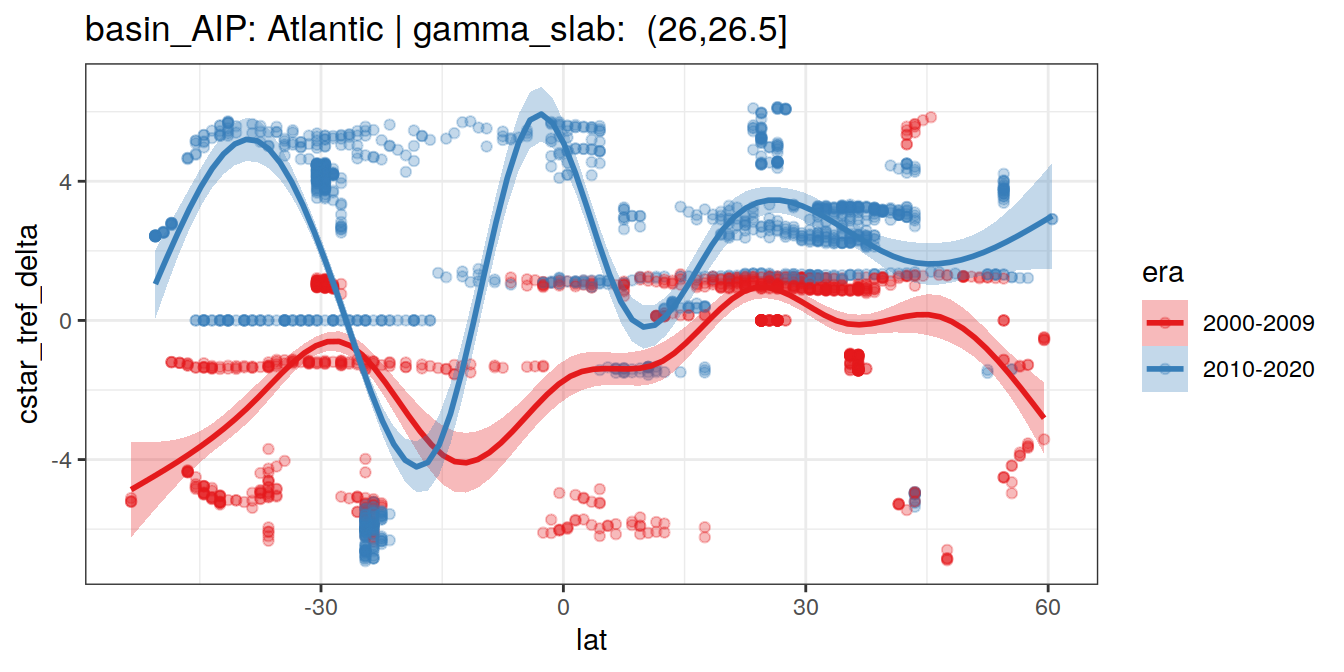 basin_AIP: Atlantic | gamma_slab:  (26,26.5]
cstar_tref_delta
4
0
-4
-30
0
30
60
lat
era
2000-2009
2010-2020